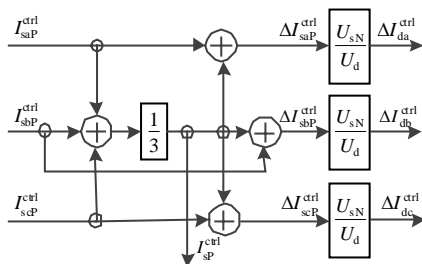 I_saP^ctrl + ΔI_saP^ctrl U_sN/U_d ΔI_da^ctrl
I_sbP^ctrl + 1/3 + ΔI_sbP^ctrl U_sN/U_d ΔI_db^ctrl
I_scP^ctrl + ΔI_scP^ctrl U_sN/U_d ΔI_dc^ctrl
I_sP^ctrl